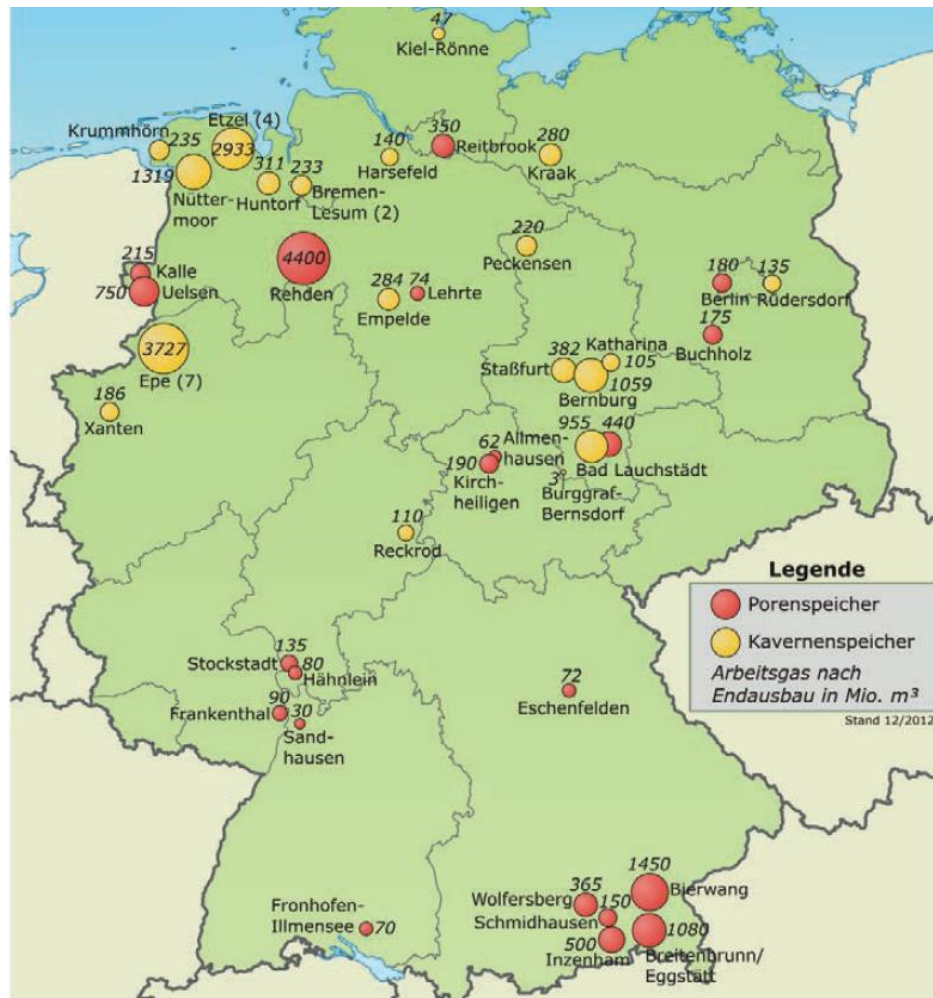 47
Kiel-Rönne
Krummhörn
235
Etzel (4)
2933
1319
Nütter-
moor
311
Huntorf
233
Bremen-
Lesum (2)
140
Harsefeld
350
Reitbrook
280
Kraak
215
Kalle
750
Uelsen
4400
Rehden
284
Empelde
74
Lehrte
220
Peckensen
180
Berlin
135
Rüdersdorf
175
Buchholz
3727
Epe (7)
186
Xanten
382
Staßfurt
Katharina
105
1059
Bernburg
955
440
Bad Lauchstädt
62
Allmen-
hausen
190
Kirch-
heiligen
3
Burggraf-
Bernsdorf
110
Reckrod
Legende
Porenspeicher
Kavernenspeicher
Arbeitsgas nach
Endausbau in Mio. m³
Stand 12/2012
135
Stockstadt
80
Hähnlein
90
Frankenthal
30
Sand-
hausen
72
Eschenfelden
1450
Bierwang
365
Wolfersberg
150
Schmidhausen
500
Inzenham
1080
Breitenbrunn/
Eggstätt
Fronhofen-
Illmensee
70